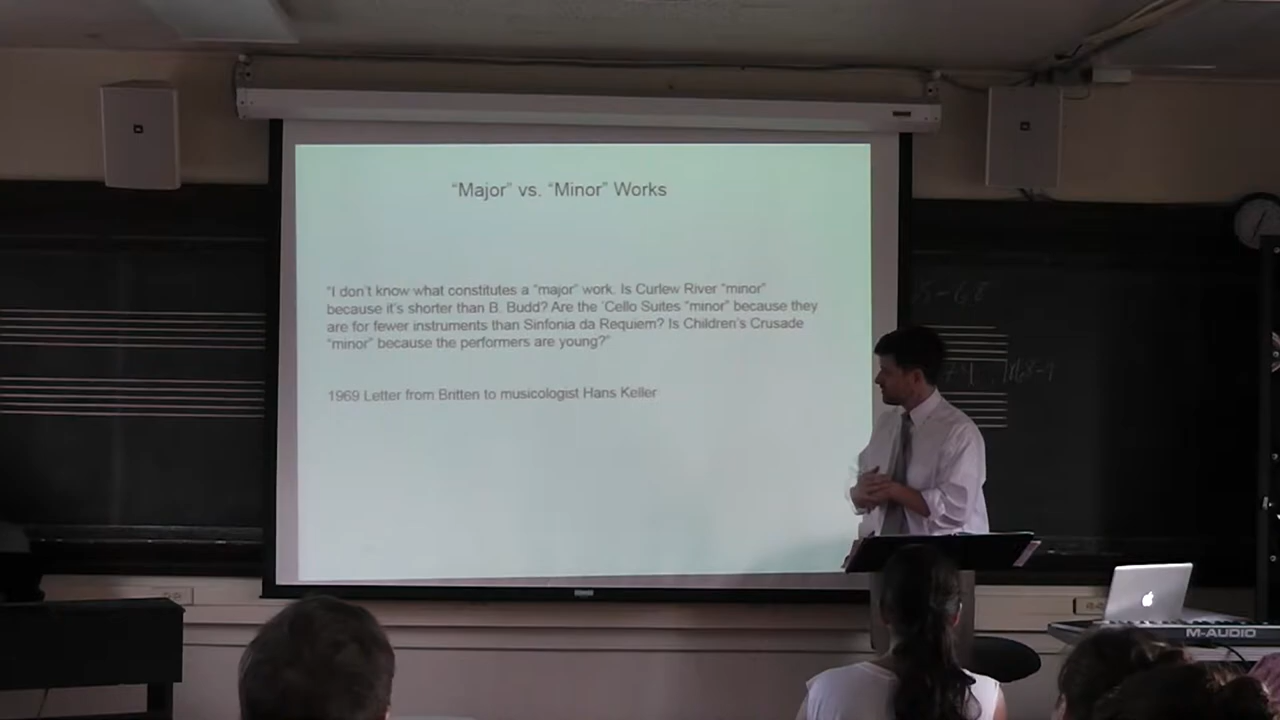 “Major” vs. “Minor” Works
“I don’t know what constitutes a “major” work. Is Curlew River “minor”
because it’s shorter than B. Budd? Are the ‘Cello Suites “minor” because they
are for fewer instruments than Sinfonia da Requiem? Is Children’s Crusade
“minor” because the performers are young?”
1969 Letter from Britten to musicologist Hans Keller
M-AUDIO